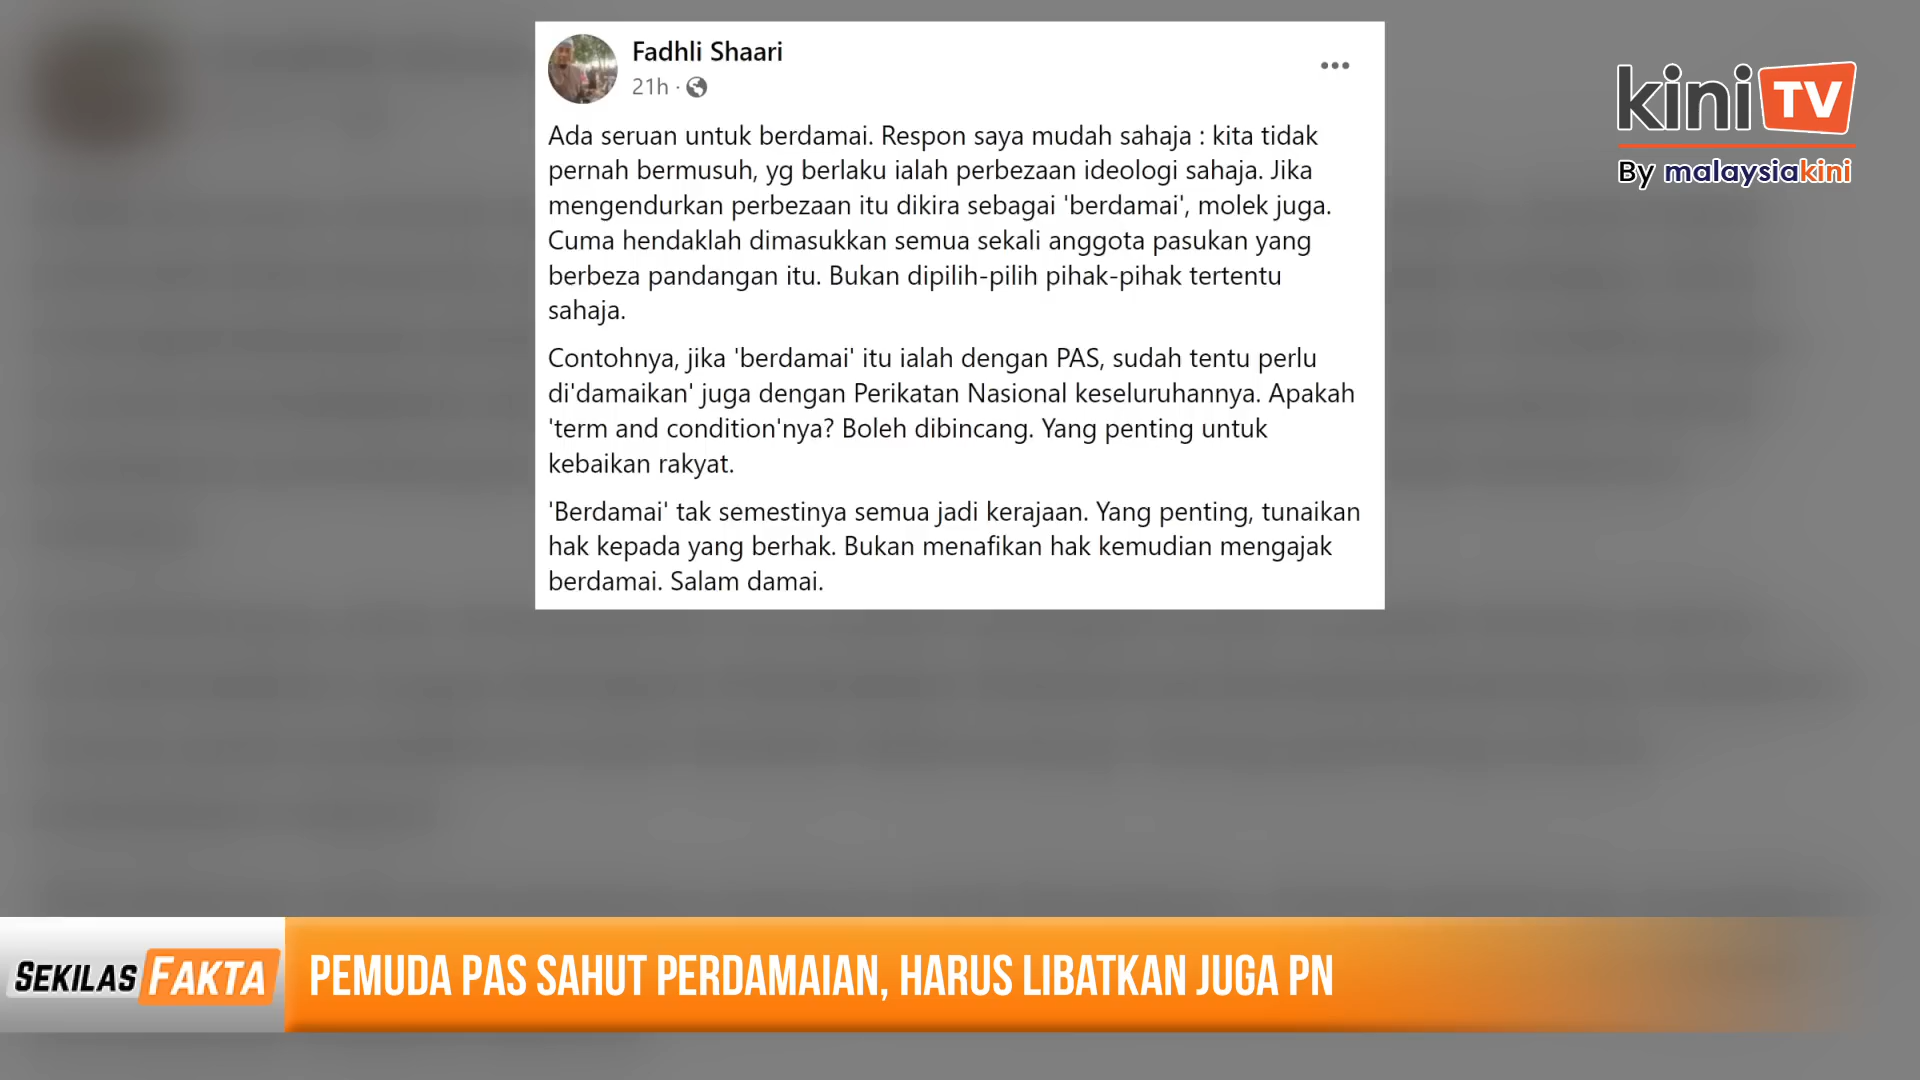 Fadhli Shaari
21h ·
Ada seruan untuk berdamai. Respon saya mudah sahaja : kita tidak
pernah bermusuh, yg berlaku ialah perbezaan ideologi sahaja. Jika
mengendurkan perbezaan itu dikira sebagai 'berdamai', molek juga.
Cuma hendaklah dimasukkan semua sekali anggota pasukan yang
berbeza pandangan itu. Bukan dipilih-pilih pihak-pihak tertentu
sahaja.
Contohnya, jika 'berdamai' itu ialah dengan PAS, sudah tentu perlu
di'damaikan' juga dengan Perikatan Nasional keseluruhannya. Apakah
'term and condition'nya? Boleh dibincang. Yang penting untuk
kebaikan rakyat.
'Berdamai' tak semestinya semua jadi kerajaan. Yang penting, tunaikan
hak kepada yang berhak. Bukan menafikan hak kemudian mengajak
berdamai. Salam damai.
kini TV
By malaysiakini
SEKILAS FAKTA
PEMUDA PAS SAHUT PERDAMAIAN, HARUS LIBATKAN JUGA PN